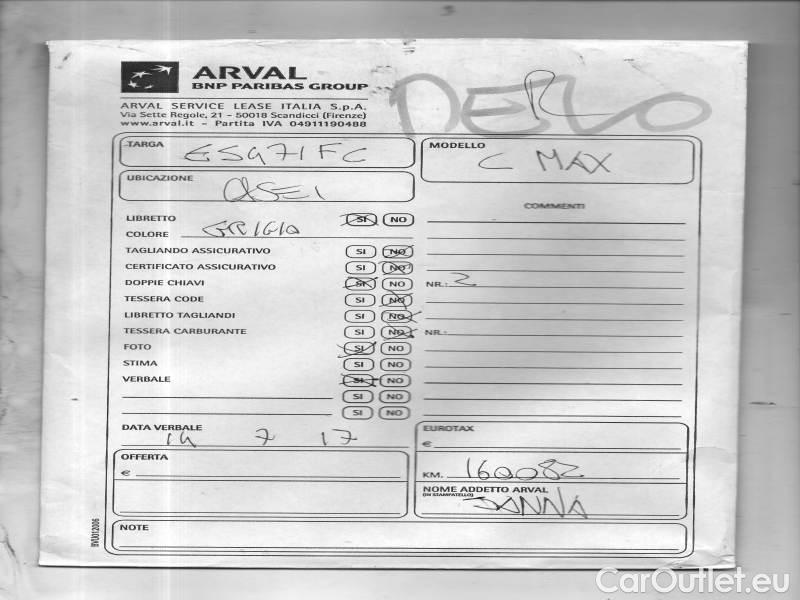 ARVAL
BNP PARIBAS GROUP
ARVAL SERVICE LEASE ITALIA S.p.A.
Via Sette Regole, 21 - 50018 Scandicci (Firenze)
www.arval.it - Partita IVA 04911190488
DERLO
TARGA ES971FC
MODELLO C MAX
UBICAZIONE
COMMENTI
LIBRETTO SI NO
COLORE GRIGIO
TAGLIANDO ASSICURATIVO SI NO
CERTIFICATO ASSICURATIVO SI NO
DOPPIE CHIAVI SI NO NR.: 2
TESSERA CODE SI NO
LIBRETTO TAGLIANDI SI NO
TESSERA CARBURANTE SI NO NR.:
FOTO SI NO
STIMA SI NO
VERBALE SI NO
SI NO
SI NO
DATA VERBALE 14 7 17
EUROTAX
€
OFFERTA
€
KM. 160082
NOME ADDETTO ARVAL
(IN STAMPATELLO) JANNA
NOTE
BV0012006
CarOutlet.eu